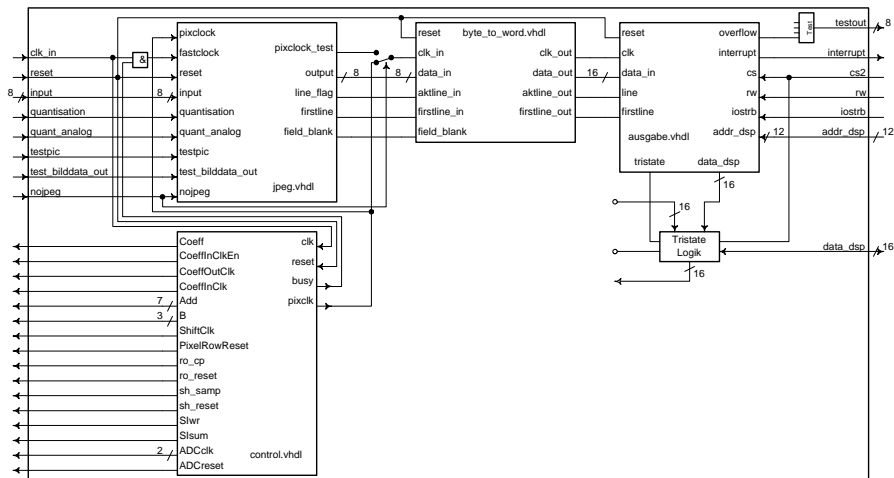 pixclock
clk_in
&
fastclock
reset
reset
8
input
8
input
quantisation
quantisation
quant_analog
quant_analog
testpic
testpic
test_bilddata_out
test_bilddata_out
nojpeg
nojpeg
pixclock_test
output
8
line_flag
firstline
field_blank
jpeg.vhdl
reset
byte_to_word.vhdl
clk_in
clk_out
8
data_in
data_out
16
aktline_in
aktline_out
firstline_in
firstline_out
field_blank
reset
overflow
clk
interrupt
data_in
cs
line
rw
firstline
iostrb
ausgabe.vhdl
addr_dsp
12
tristate
data_dsp
Test
testout
8
interrupt
cs2
rw
iostrb
addr_dsp
12
16
16
Tristate
Logik
16
data_dsp
16
Coeff
clk
CoeffInClkEn
reset
CoeffOutClk
busy
CoeffInClk
pixclk
7
Add
3
B
ShiftClk
PixelRowReset
ro_cp
ro_reset
sh_samp
sh_reset
SIwr
SIsum
2
ADCclk
control.vhdl
ADCreset